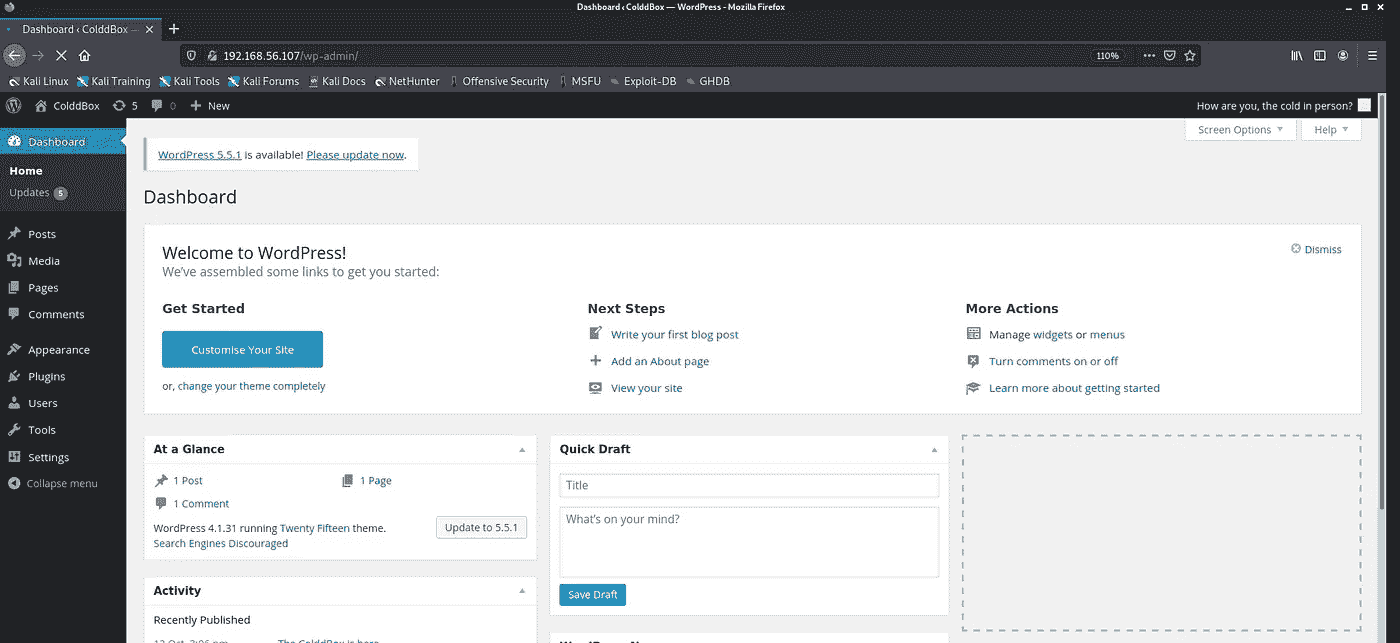 Dashboard ‹ ColddBox — WordPress - Mozilla Firefox
Dashboard ‹ ColddBox —
192.168.56.107/wp-admin/
110%
Kali Linux Kali Training Kali Tools Kali Forums Kali Docs NetHunter Offensive Security MSFU Exploit-DB GHDB
ColddBox 5 0 New
How are you, the cold in person?
Screen Options Help
Dashboard
Home
Updates 5
Posts
Media
Pages
Comments
Appearance
Plugins
Users
Tools
Settings
Collapse menu
WordPress 5.5.1 is available! Please update now.
Dashboard
Welcome to WordPress!
We’ve assembled some links to get you started:
Dismiss
Get Started
Customise Your Site
or, change your theme completely
Next Steps
Write your first blog post
Add an About page
View your site
More Actions
Manage widgets or menus
Turn comments on or off
Learn more about getting started
At a Glance
1 Post 1 Page
1 Comment
WordPress 4.1.31 running Twenty Fifteen theme.
Update to 5.5.1
Search Engines Discouraged
Activity
Recently Published
The ColddBox is here
Quick Draft
Title
What’s on your mind?
Save Draft